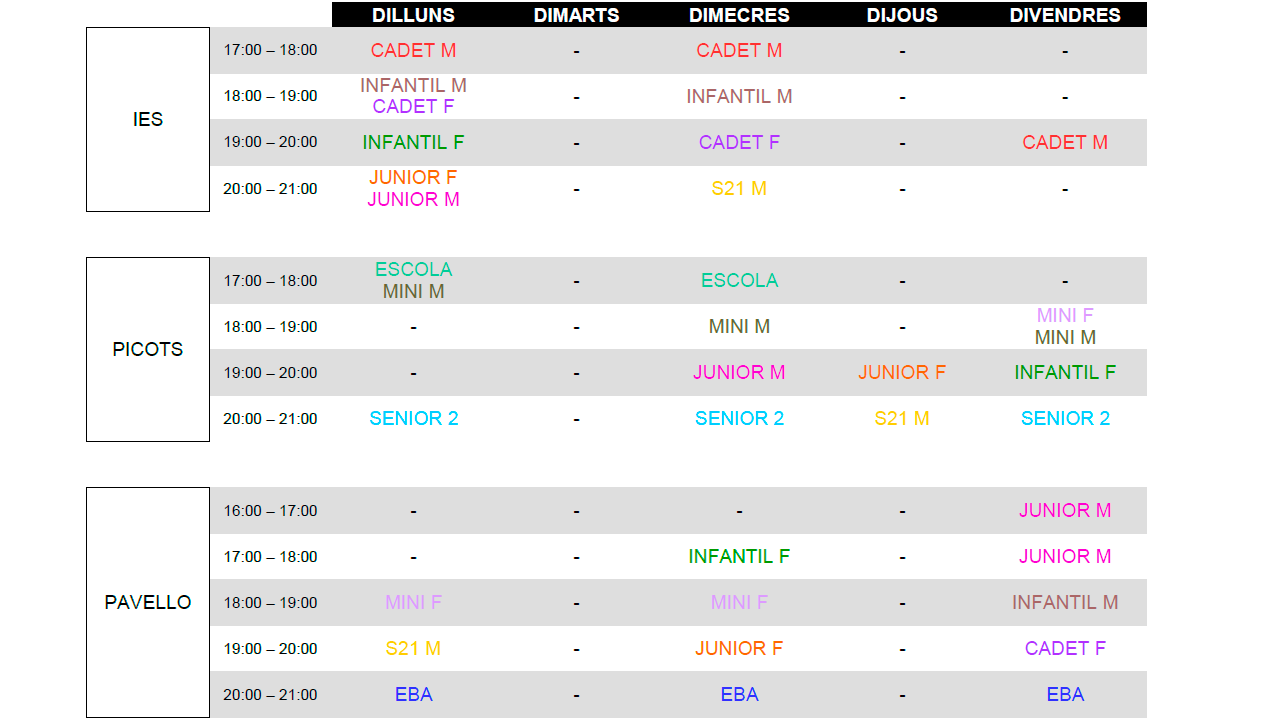 DILLUNS DIMARTS DIMECRES DIJOUS DIVENDRES
IES
17:00 – 18:00 CADET M - CADET M - -
18:00 – 19:00 INFANTIL M CADET F - INFANTIL M - -
19:00 – 20:00 INFANTIL F - CADET F - CADET M
20:00 – 21:00 JUNIOR F JUNIOR M - S21 M - -
PICOTS
17:00 – 18:00 ESCOLA MINI M - ESCOLA - -
18:00 – 19:00 - - MINI M - MINI F MINI M
19:00 – 20:00 - - JUNIOR M JUNIOR F INFANTIL F
20:00 – 21:00 SENIOR 2 - SENIOR 2 S21 M SENIOR 2
PAVELLO
16:00 – 17:00 - - - - JUNIOR M
17:00 – 18:00 - - INFANTIL F - JUNIOR M
18:00 – 19:00 MINI F - MINI F - INFANTIL M
19:00 – 20:00 S21 M - JUNIOR F - CADET F
20:00 – 21:00 EBA - EBA - EBA